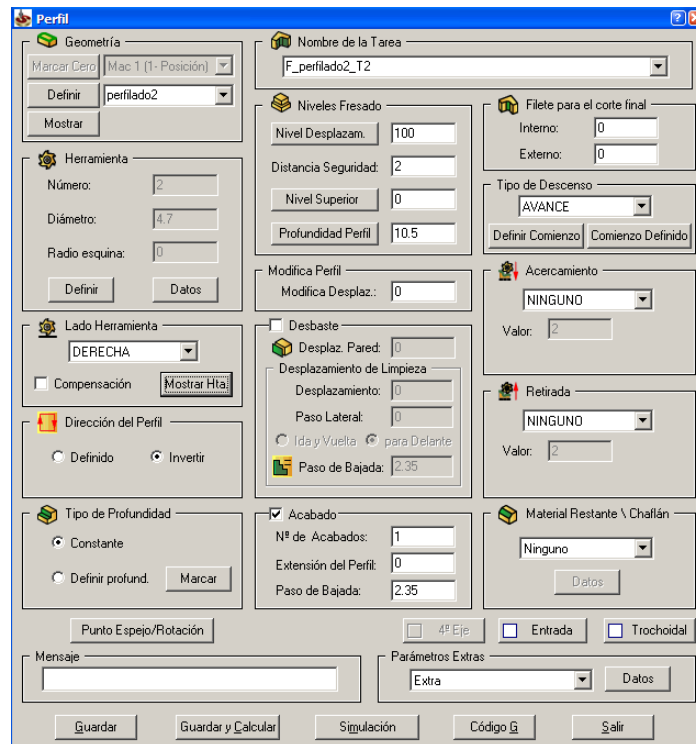 Perfil
Geometría
Marcar Cero Mac 1 (1- Posición)
Definir perfilado2
Mostrar
Nombre de la Tarea
F_perfilado2_T2
Herramienta
Número: 2
Diámetro: 4.7
Radio esquina: 0
Definir Datos
Niveles Fresado
Nivel Desplazam. 100
Distancia Seguridad: 2
Nivel Superior 0
Profundidad Perfil 10.5
Filete para el corte final
Interno: 0
Externo: 0
Tipo de Descenso
AVANCE
Definir Comienzo Comienzo Definido
Modifica Perfil
Modifica Desplaz.: 0
Acercamiento
NINGUNO
Valor: 2
Lado Herramienta
DERECHA
Compensación Mostrar Hta.
Desbaste
Desplaz. Pared: 0
Desplazamiento de Limpieza
Desplazamiento: 0
Paso Lateral: 0
Ida y Vuelta para Delante
Paso de Bajada: 2.35
Retirada
NINGUNO
Valor: 2
Dirección del Perfil
Definido Invertir
Tipo de Profundidad
Constante
Definir profund. Marcar
Acabado
Nº de Acabados: 1
Extensión del Perfil: 0
Paso de Bajada: 2.35
Material Restante \ Chaflán
Ninguno
Datos
Punto Espejo/Rotación 4º Eje Entrada Trochoidal
Mensaje
Parámetros Extras
Extra Datos
Guardar Guardar y Calcular Simulación Código G Salir